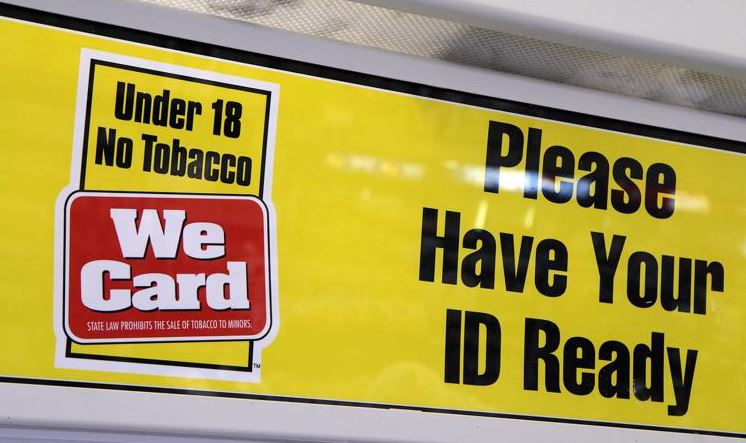 Under 18
No Tobacco
We
Card
STATE LAW PROHIBITS THE SALE OF TOBACCO TO MINORS.
TM
Please
Have Your
ID Ready